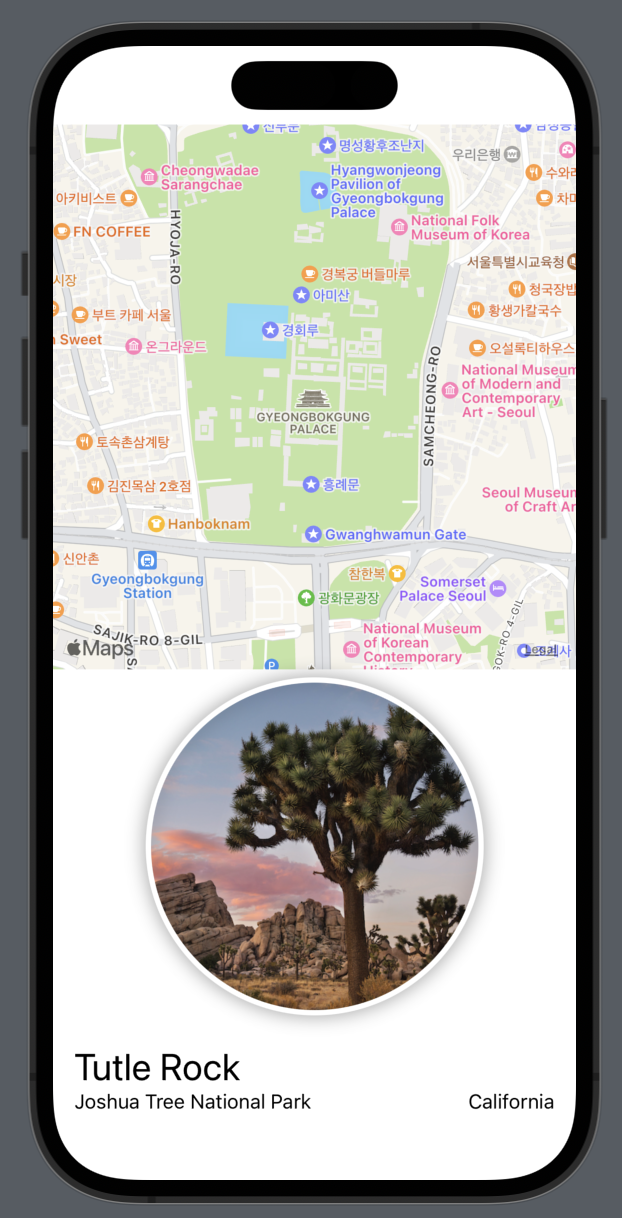 신무문
명성황후조난지
우리은행
Cheongwadae
Sarangchae
Hyangwonjeong
Pavilion of
Gyeongbokgung
Palace
아키비스트
National Folk
Museum of Korea
FN COFFEE
HYOJA-RO
서울특별시교육청
시장
경복궁 버들마루
아미산
청국장밥
부트 카페 서울
황생가칼국수
경회루
Sweet
온그라운드
오설록티하우스
SAMCHEONG-RO
National Museum
of Modern and
Contemporary
Art - Seoul
GYEONGBOKGUNG
PALACE
토속촌삼계탕
김진목삼 2호점
흥례문
Seoul Museum
of Craft Ar
Hanboknam
Gwanghwamun Gate
신안촌
Gyeongbokgung
Station
참한복
Somerset
Palace Seoul
광화문광장
SAJIK-RO 8-GIL
National Museum
of Korean
Contemporary
History
GOK-RO 4-GIL
Maps
P
Tutle Rock
Joshua Tree National Park
California